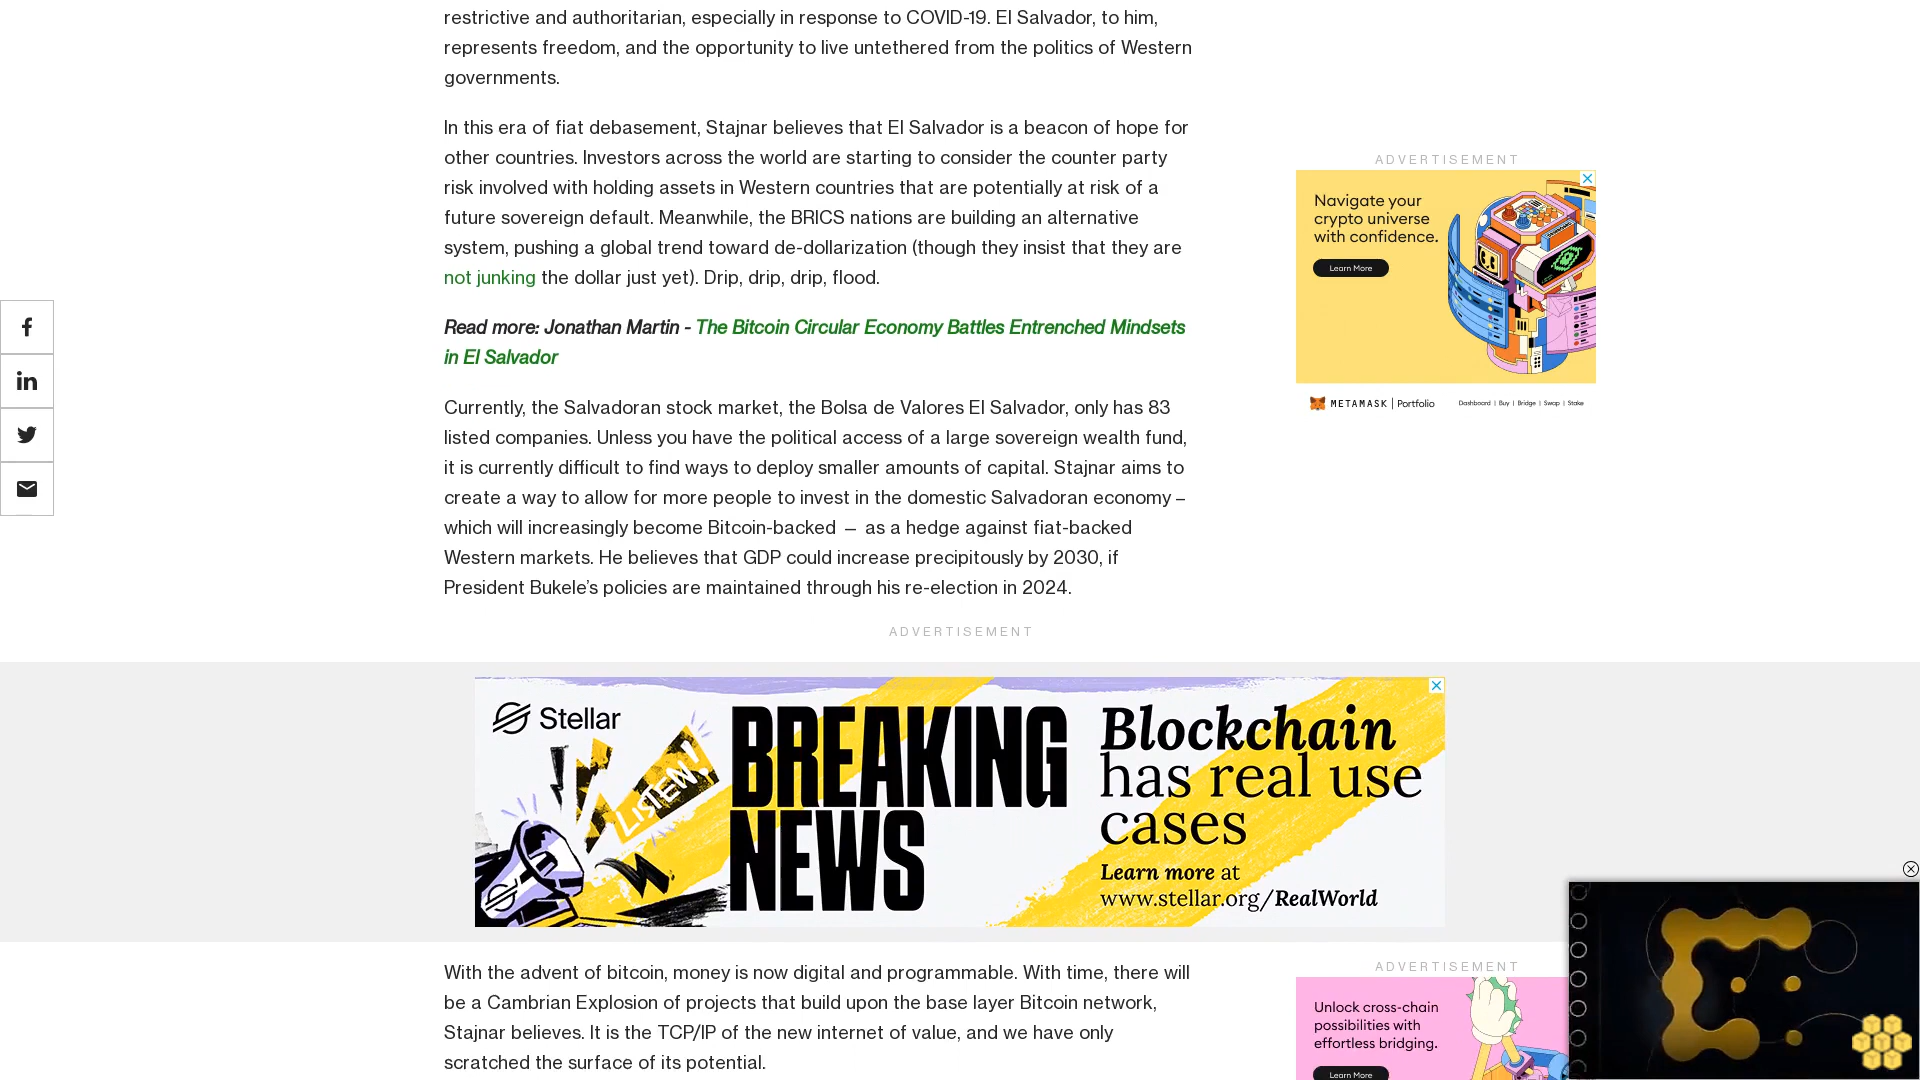 restrictive and authoritarian, especially in response to COVID-19. El Salvador, to him,
represents freedom, and the opportunity to live untethered from the politics of Western
governments.
In this era of fiat debasement, Stajnar believes that El Salvador is a beacon of hope for
other countries. Investors across the world are starting to consider the counter party
risk involved with holding assets in Western countries that are potentially at risk of a
future sovereign default. Meanwhile, the BRICS nations are building an alternative
system, pushing a global trend toward de-dollarization (though they insist that they are
not junking the dollar just yet). Drip, drip, drip, flood.
Read more: Jonathan Martin - The Bitcoin Circular Economy Battles Entrenched Mindsets
in El Salvador
Currently, the Salvadoran stock market, the Bolsa de Valores El Salvador, only has 83
listed companies. Unless you have the political access of a large sovereign wealth fund,
it is currently difficult to find ways to deploy smaller amounts of capital. Stajnar aims to
create a way to allow for more people to invest in the domestic Salvadoran economy –
which will increasingly become Bitcoin-backed — as a hedge against fiat-backed
Western markets. He believes that GDP could increase precipitously by 2030, if
President Bukele’s policies are maintained through his re-election in 2024.
ADVERTISEMENT
Navigate your
crypto universe
with confidence.
Learn More
METAMASK | Portfolio
Dashboard | Buy | Bridge | Swap | Stake
ADVERTISEMENT
Stellar
LISTEN!
BREAKING
NEWS
Blockchain
has real use
cases
Learn more at
www.stellar.org/RealWorld
With the advent of bitcoin, money is now digital and programmable. With time, there will
be a Cambrian Explosion of projects that build upon the base layer Bitcoin network,
Stajnar believes. It is the TCP/IP of the new internet of value, and we have only
scratched the surface of its potential.
ADVERTISEMENT
Unlock cross-chain
possibilities with
effortless bridging.
Learn More